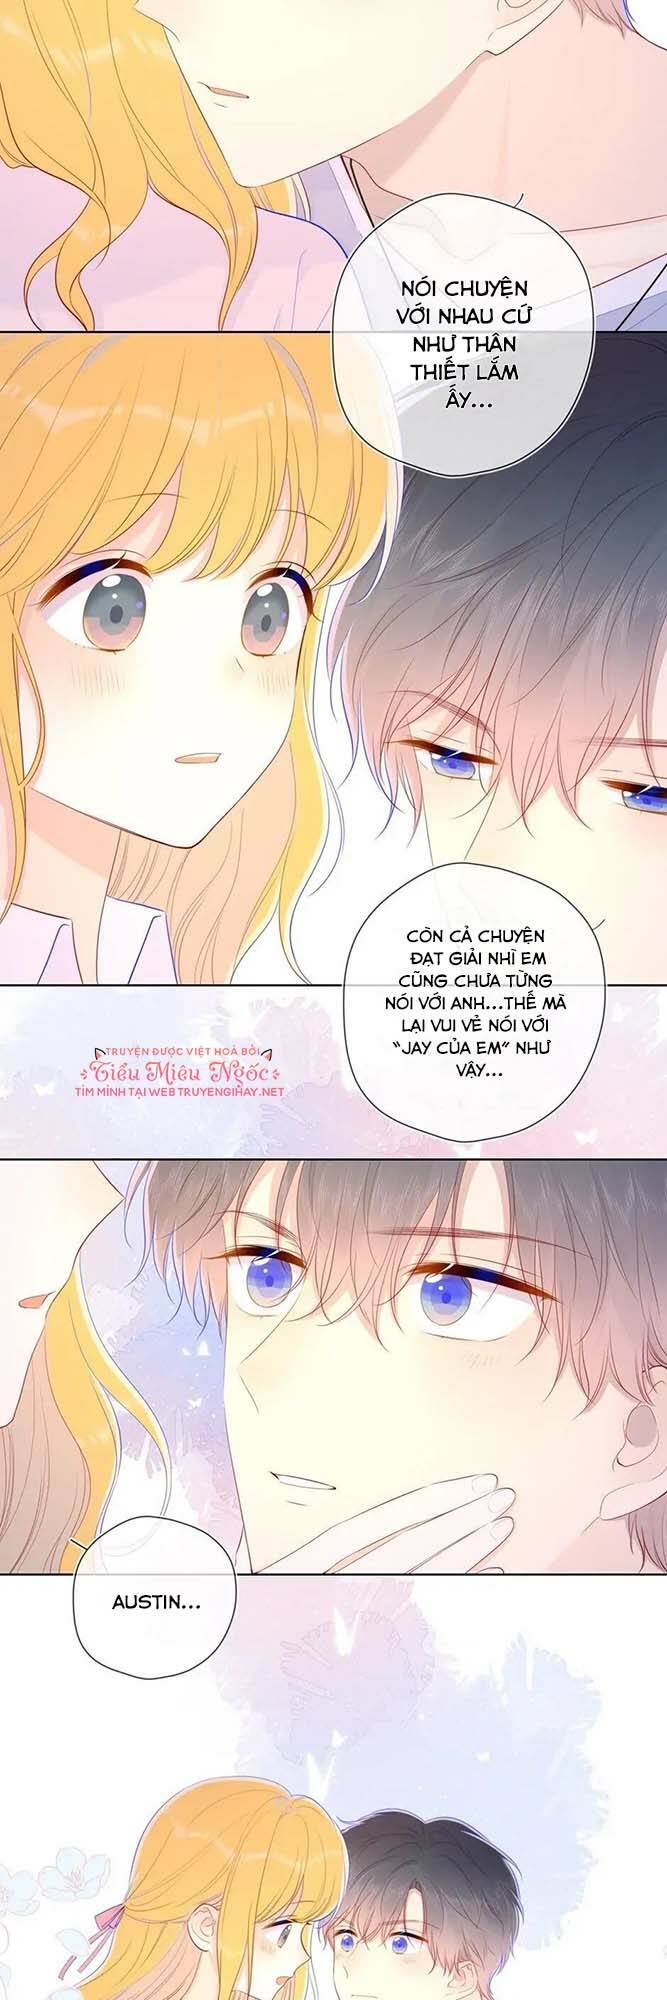 NÓI CHUYỆN
VỚI NHAU CỨ
NHƯ THÂN
THIẾT LẮM
ẤY...
CÒN CẢ CHUYỆN
ĐẠT GIẢI NHÌ EM
CŨNG CHƯA TỪNG
NÓI VỚI ANH...THẾ MÀ
LẠI VUI VẺ NÓI VỚI
“JAY CỦA EM” NHƯ
VẬY...
TRUYỆN ĐƯỢC VIỆT HOÁ BỞI
Tiểu Miêu Ngốc
TÌM MÌNH TẠI WEB TRUYENGIHAY.NET
AUSTIN...